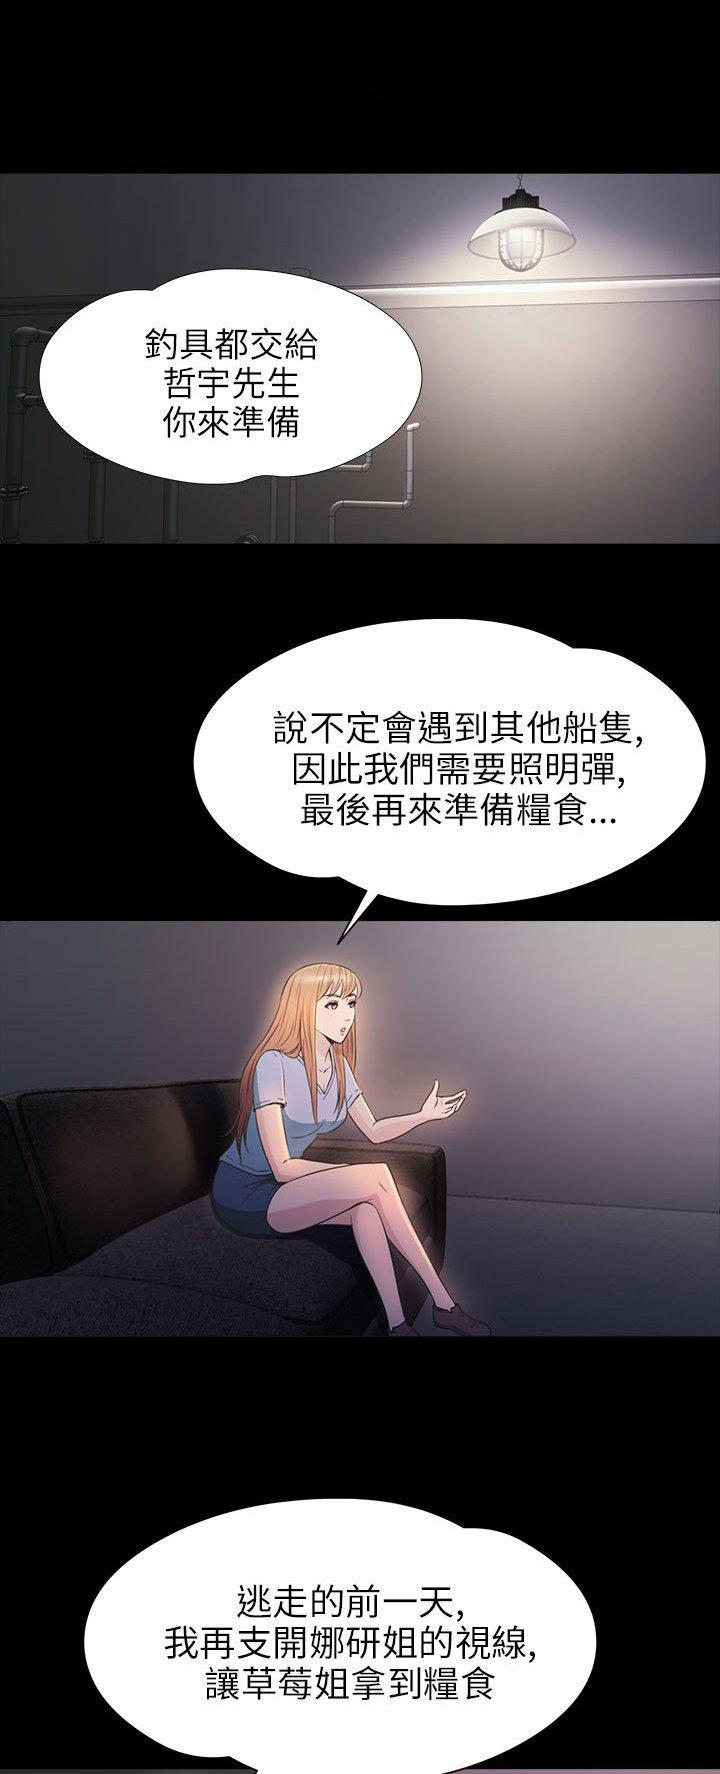 釣具都交給
哲宇先生
你來準備
說不定會遇到其他船隻,
因此我們需要照明彈,
最後再來準備糧食...
逃走的前一天,
我再支開娜研姐的視線,
讓草莓姐拿到糧食